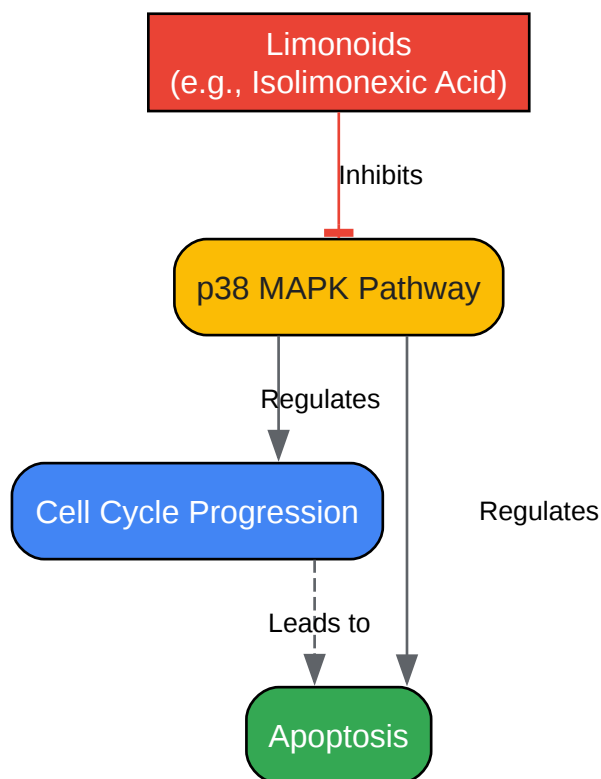 Limonoids
(e.g., Isolimonexic Acid)
Inhibits
p38 MAPK Pathway
Regulates
Cell Cycle Progression
Regulates
Leads to
Apoptosis